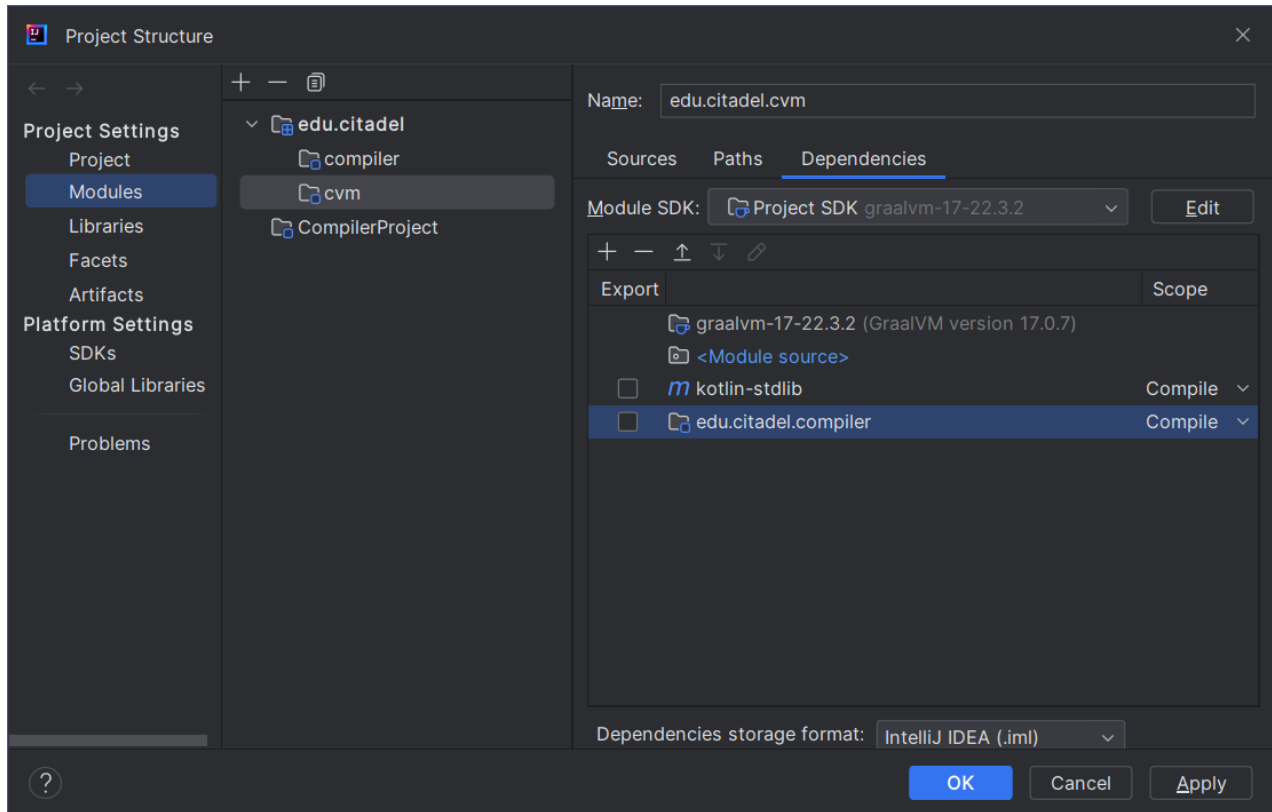 Project Structure
Project Settings
Project
Modules
Libraries
Facets
Artifacts
Platform Settings
SDKs
Global Libraries
Problems
edu.citadel
compiler
cvm
CompilerProject
Name: edu.citadel.cvm
Sources Paths Dependencies
Module SDK: Project SDK graalvm-17-22.3.2 Edit
Export Scope
graalvm-17-22.3.2 (GraalVM version 17.0.7)
<Module source>
m kotlin-stdlib Compile
edu.citadel.compiler Compile
Dependencies storage format: IntelliJ IDEA (.iml)
? OK Cancel Apply